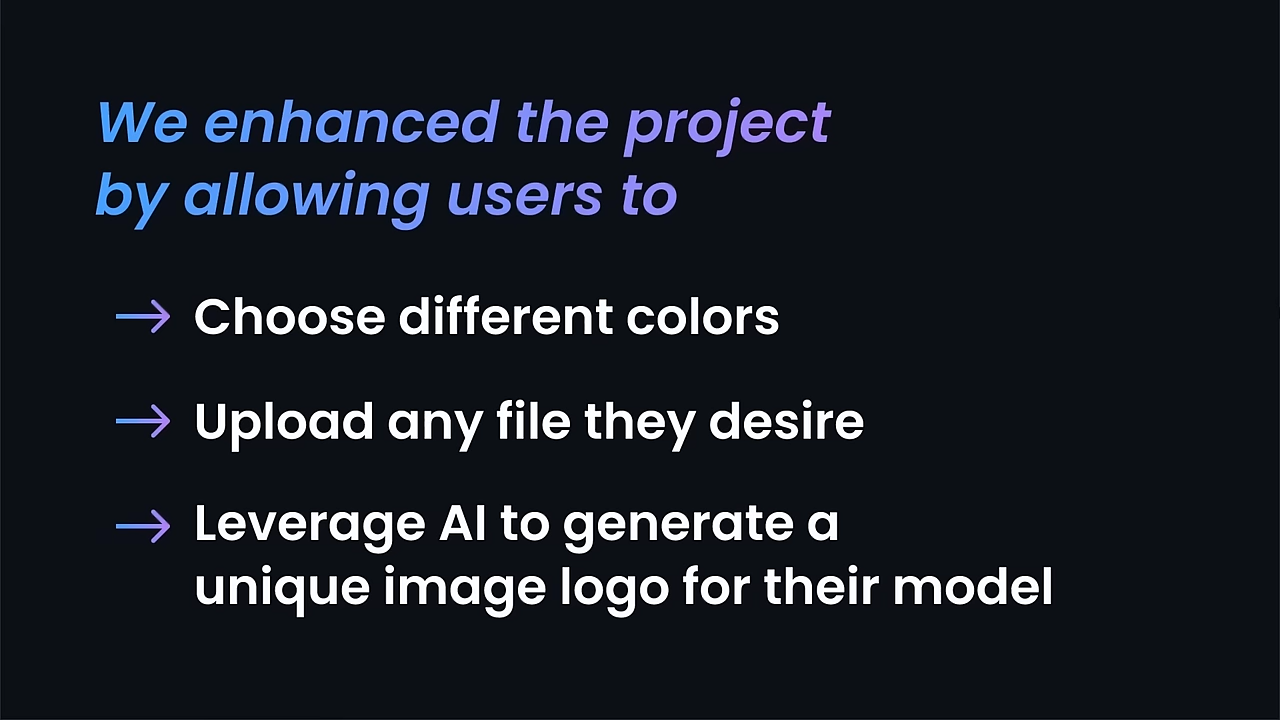 We enhanced the project
by allowing users to
Choose different colors
Upload any file they desire
Leverage AI to generate a
unique image logo for their model